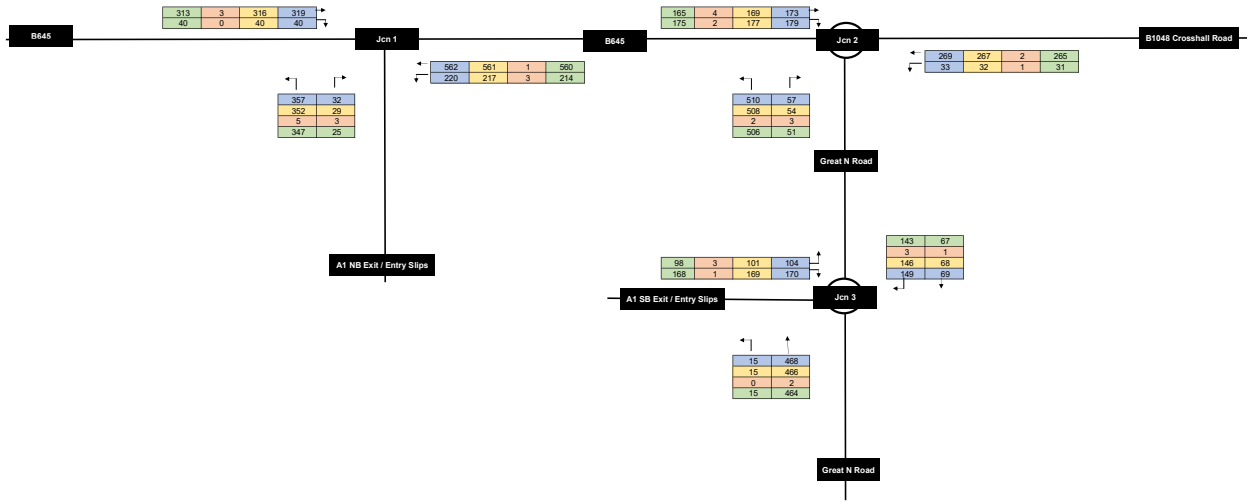 313 3 316 319
40 0 40 40
165 4 169 173
175 2 177 179
B645
Jcn 1
B645
Jcn 2
B1048 Crosshall Road
562 561 1 560
220 217 3 214
269 267 2 265
33 32 1 31
357 32
352 29
5 3
347 25
510 57
508 54
2 3
506 51
Great N Road
143 67
3 1
146 68
149 69
98 3 101 104
168 1 169 170
A1 NB Exit / Entry Slips
A1 SB Exit / Entry Slips
Jcn 3
15 468
15 466
0 2
15 464
Great N Road